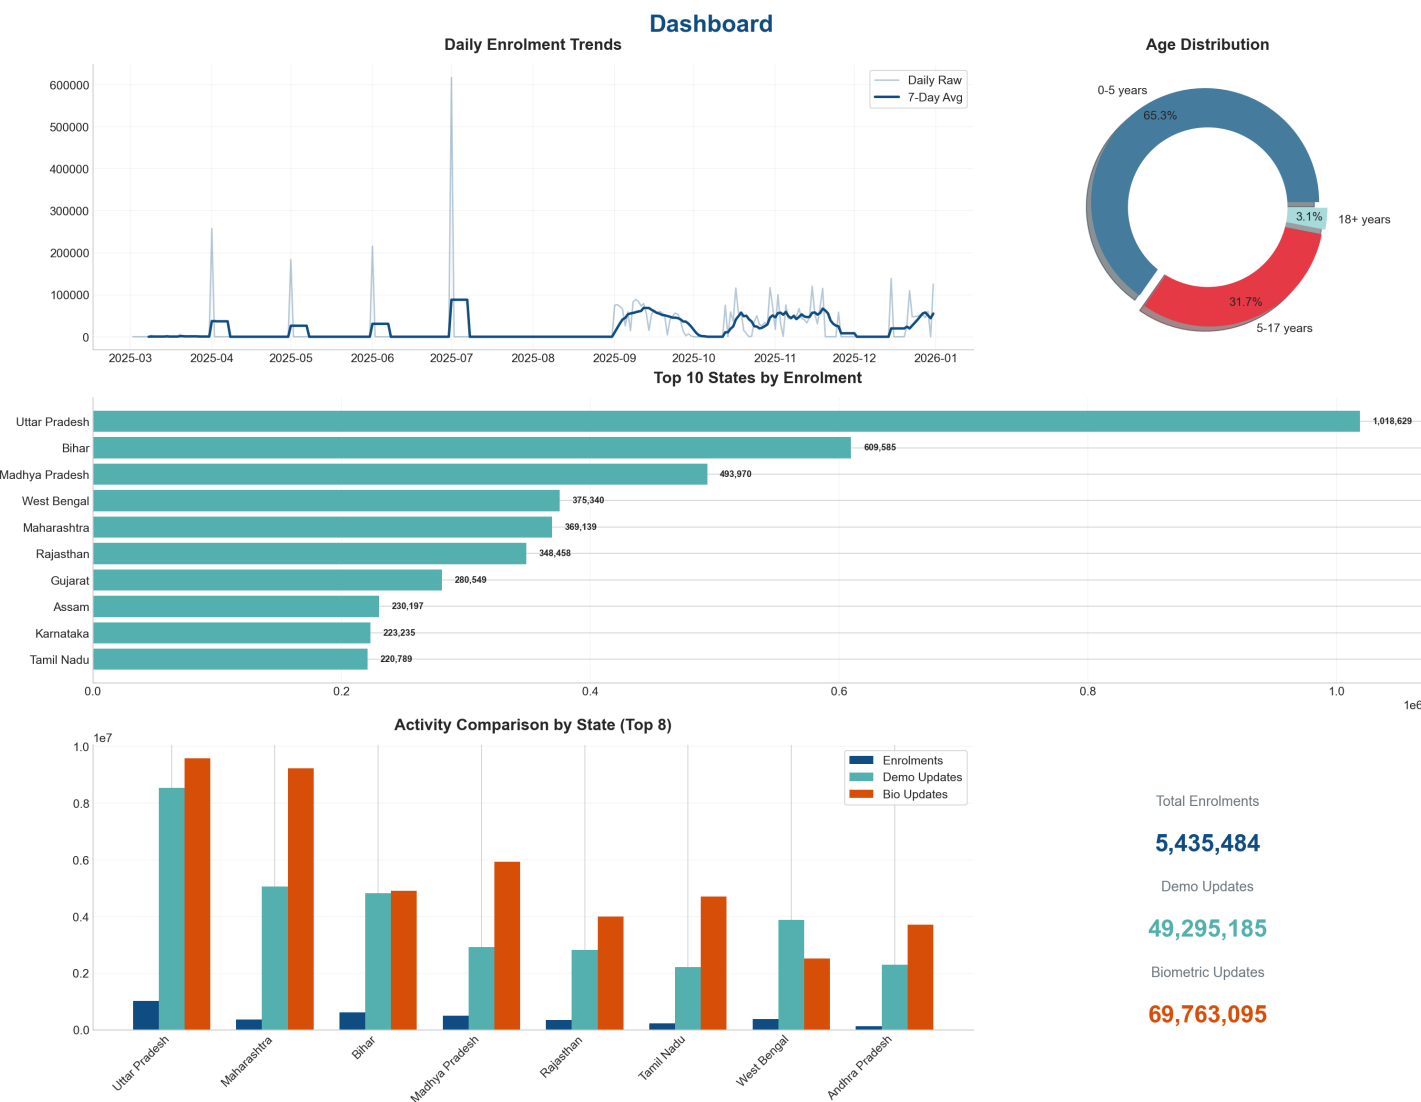 Dashboard
Daily Enrolment Trends
600000
500000
400000
300000
200000
100000
0
2025-03 2025-04 2025-05 2025-06 2025-07 2025-08 2025-09 2025-10 2025-11 2025-12 2026-01
Daily Raw
7-Day Avg
Age Distribution
0-5 years
65.3%
3.1%
18+ years
31.7%
5-17 years
Top 10 States by Enrolment
Uttar Pradesh 1,018,629
Bihar 609,585
Madhya Pradesh 493,970
West Bengal 375,340
Maharashtra 369,139
Rajasthan 348,458
Gujarat 280,549
Assam 230,197
Karnataka 223,235
Tamil Nadu 220,789
0.0 0.2 0.4 0.6 0.8 1.0
1e6
Activity Comparison by State (Top 8)
1e7
1.0
0.8
0.6
0.4
0.2
0.0
Enrolments
Demo Updates
Bio Updates
Uttar Pradesh
Maharashtra
Bihar
Madhya Pradesh
Rajasthan
Tamil Nadu
West Bengal
Andhra Pradesh
Total Enrolments
5,435,484
Demo Updates
49,295,185
Biometric Updates
69,763,095